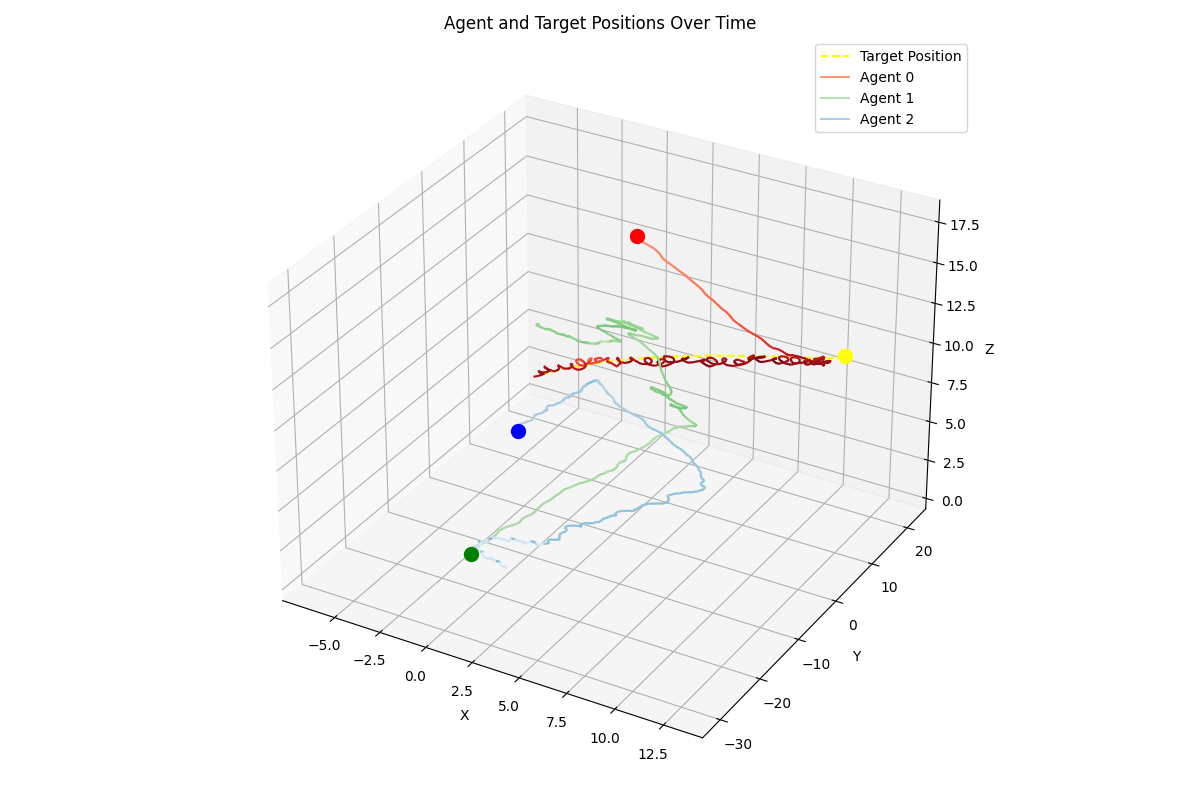 Agent and Target Positions Over Time
Target Position
Agent 0
Agent 1
Agent 2
17.5
15.0
12.5
10.0
7.5
5.0
2.5
0.0
Z
20
10
0
−10
−20
−30
Y
−5.0
−2.5
0.0
2.5
5.0
7.5
10.0
12.5
X